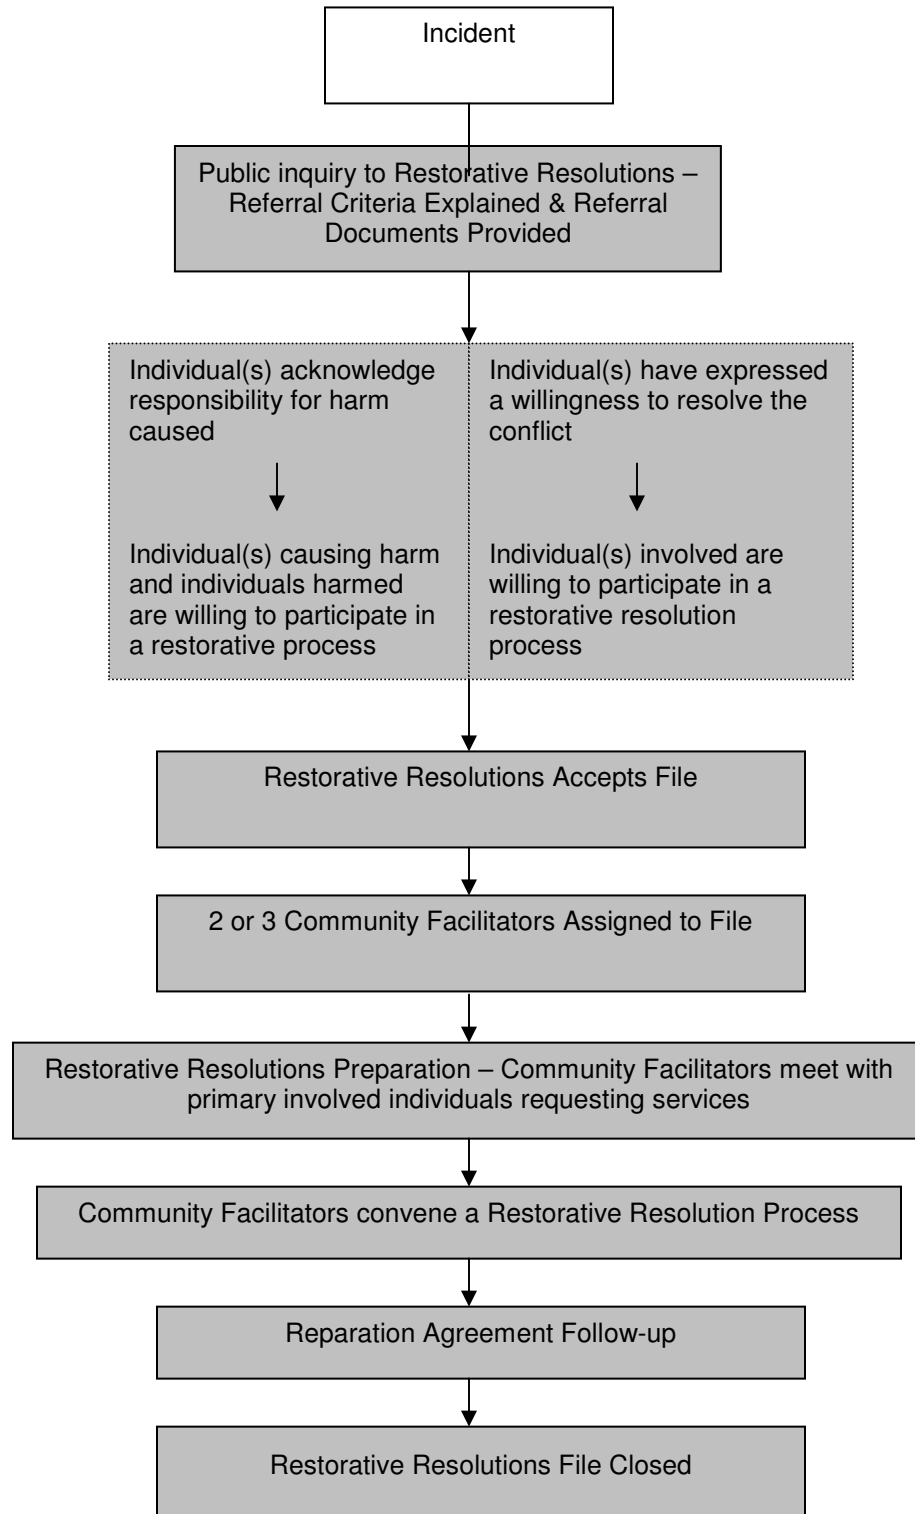 Incident
Public inquiry to Restorative Resolutions –
Referral Criteria Explained & Referral
Documents Provided
Individual(s) acknowledge
responsibility for harm
caused
Individual(s) causing harm
and individuals harmed
are willing to participate in
a restorative process
Individual(s) have expressed
a willingness to resolve the
conflict
Individual(s) involved are
willing to participate in a
restorative resolution
process
Restorative Resolutions Accepts File
2 or 3 Community Facilitators Assigned to File
Restorative Resolutions Preparation – Community Facilitators meet with
primary involved individuals requesting services
Community Facilitators convene a Restorative Resolution Process
Reparation Agreement Follow-up
Restorative Resolutions File Closed